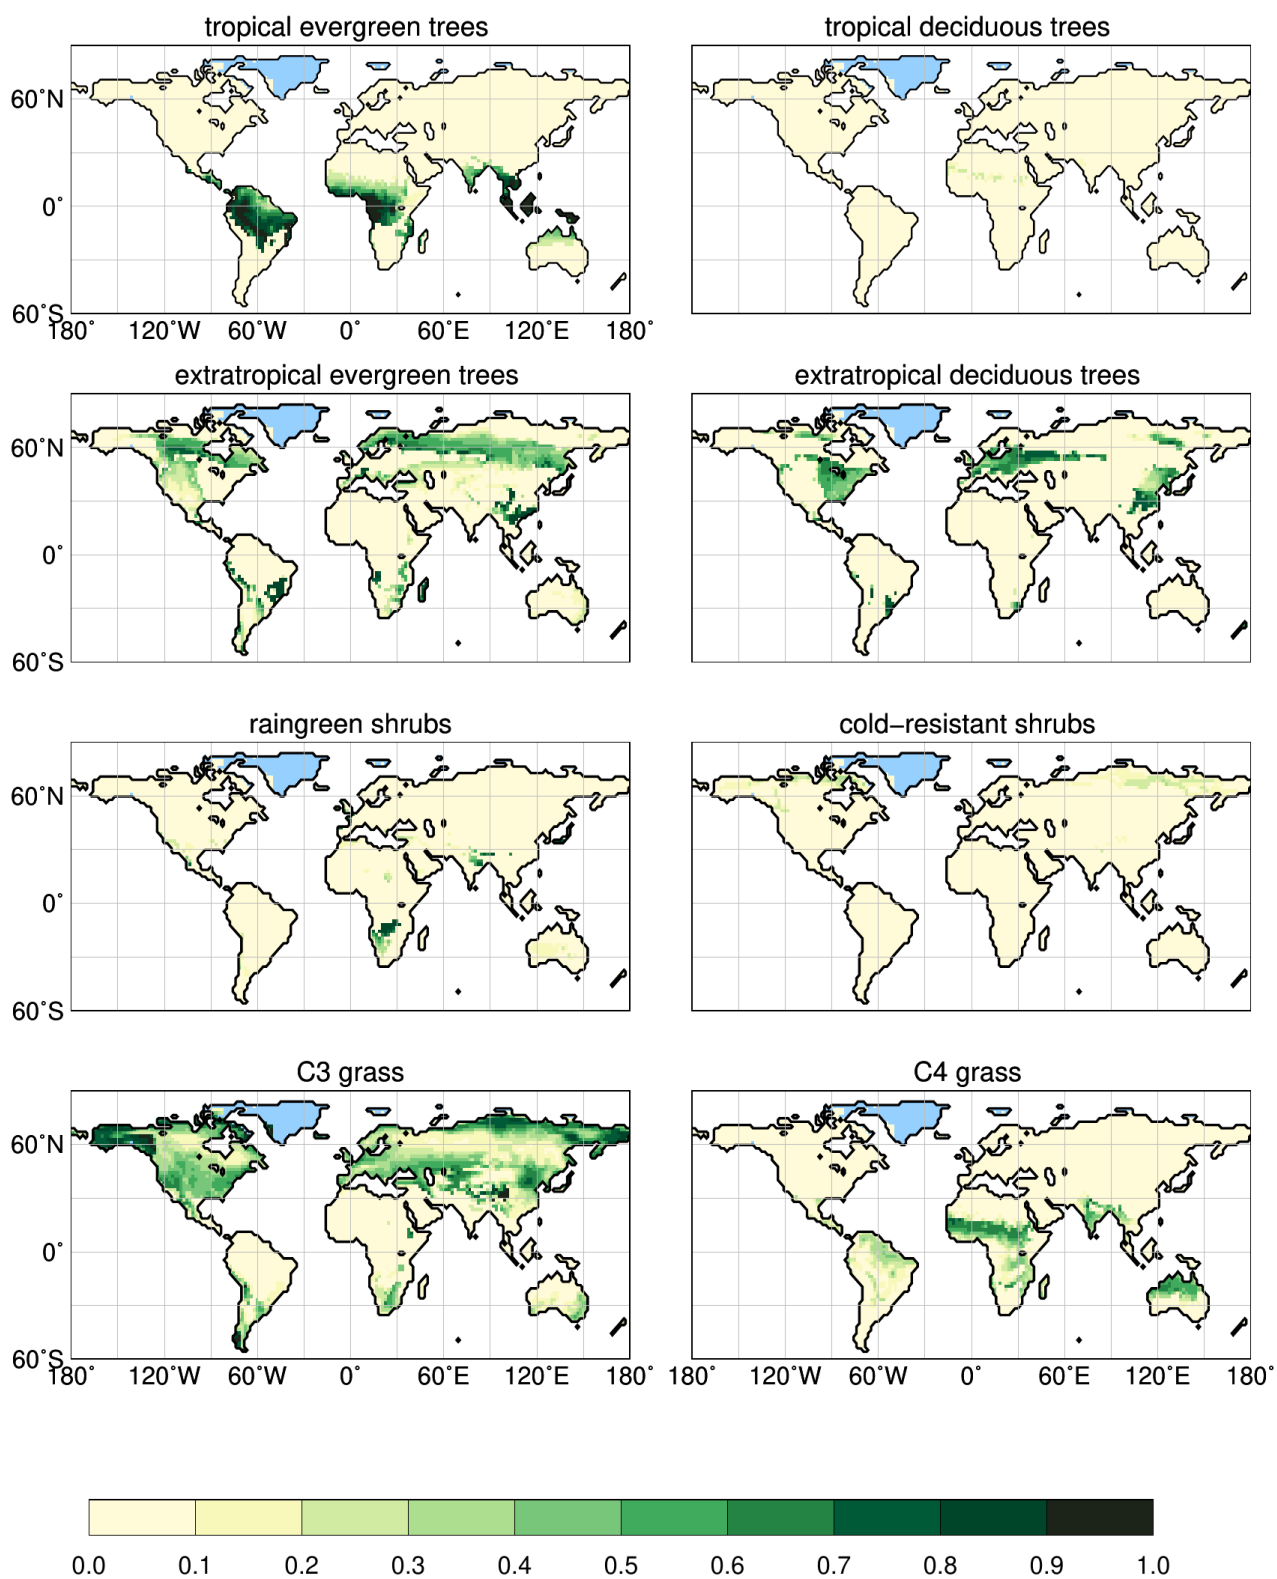 tropical evergreen trees
tropical deciduous trees
60˚N
0˚
60˚S
180˚ 120˚W 60˚W 0˚ 60˚E 120˚E 180˚
extratropical evergreen trees
extratropical deciduous trees
60˚N
0˚
60˚S
raingreen shrubs
cold−resistant shrubs
60˚N
0˚
60˚S
C3 grass
C4 grass
60˚N
0˚
60˚S
180˚ 120˚W 60˚W 0˚ 60˚E 120˚E 180˚
180˚ 120˚W 60˚W 0˚ 60˚E 120˚E 180˚
0.0 0.1 0.2 0.3 0.4 0.5 0.6 0.7 0.8 0.9 1.0